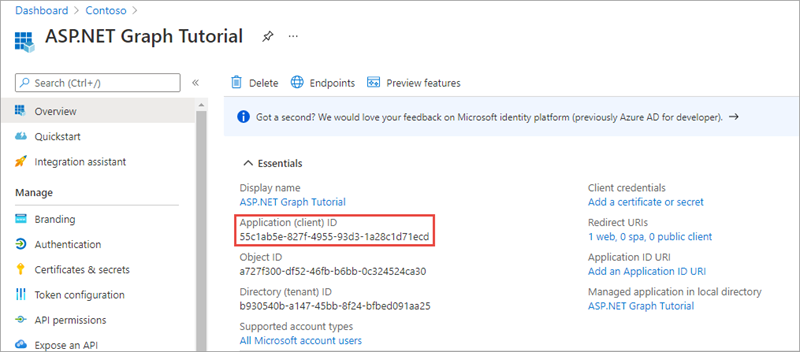 Dashboard > Contoso >
ASP.NET Graph Tutorial
Search (Ctrl+/)
Overview
Quickstart
Integration assistant
Manage
Branding
Authentication
Certificates & secrets
Token configuration
API permissions
Expose an API
Delete
Endpoints
Preview features
Got a second? We would love your feedback on Microsoft identity platform (previously Azure AD for developer). →
Essentials
Display name
ASP.NET Graph Tutorial
Application (client) ID
55c1ab5e-827f-4955-93d3-1a28c1d71ecd
Object ID
a727f300-df52-46fb-b6bb-0c324524ca30
Directory (tenant) ID
b930540b-a147-45bb-8f24-bfbed091aa25
Supported account types
All Microsoft account users
Client credentials
Add a certificate or secret
Redirect URIs
1 web, 0 spa, 0 public client
Application ID URI
Add an Application ID URI
Managed application in local directory
ASP.NET Graph Tutorial